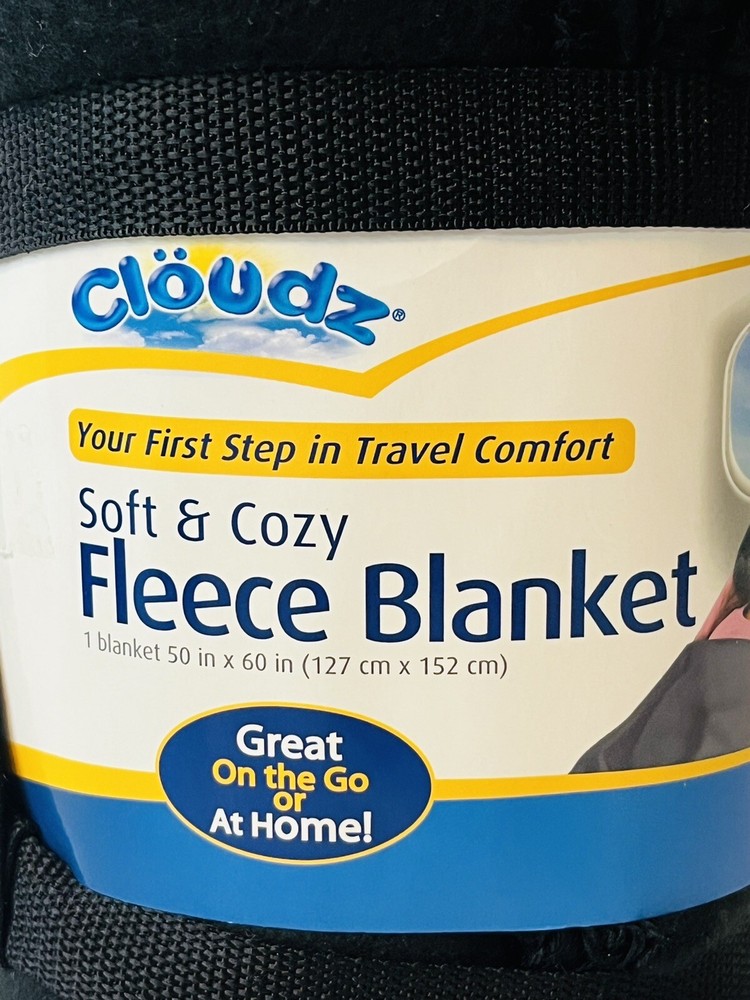 Clöudz®
Your First Step in Travel Comfort
Soft & Cozy
Fleece Blanket
1 blanket 50 in x 60 in (127 cm x 152 cm)
Great
On the Go
or
At Home!